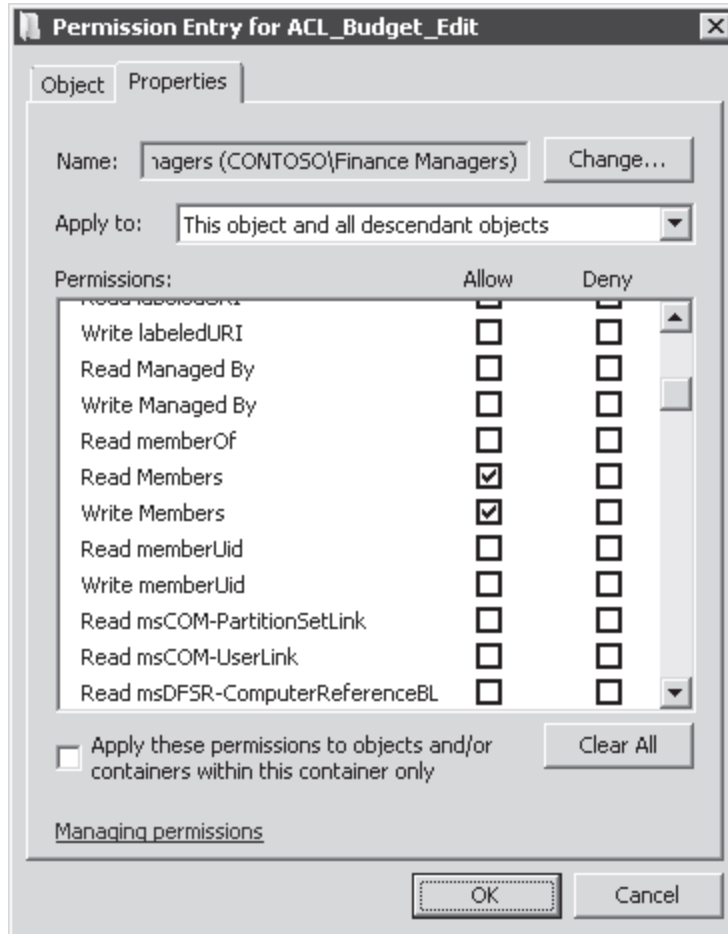 Permission Entry for ACL_Budget_Edit
Object Properties
Name: nagers (CONTOSO\Finance Managers) Change...
Apply to: This object and all descendant objects
Permissions: Allow Deny
Read labeledURI
Write labeledURI
Read Managed By
Write Managed By
Read memberOf
Read Members
Write Members
Read memberUid
Write memberUid
Read msCOM-PartitionSetLink
Read msCOM-UserLink
Read msDFSR-ComputerReferenceBL
Apply these permissions to objects and/or Clear All
containers within this container only
Managing permissions
OK Cancel